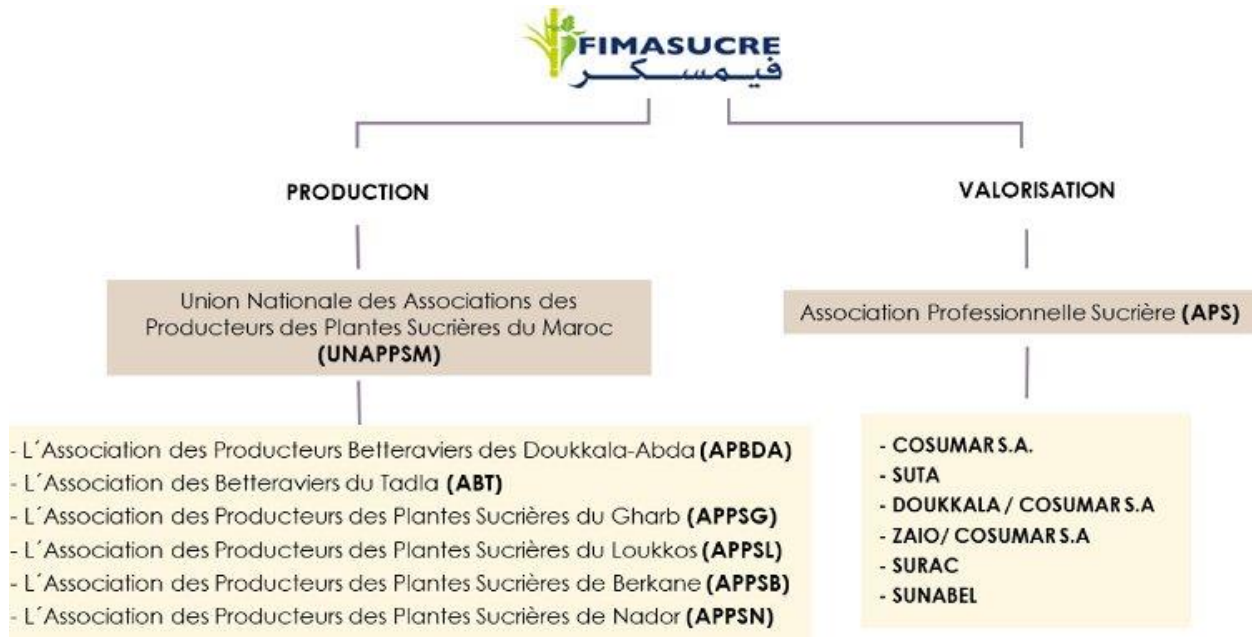 FIMASUCRE
فيمسكر
PRODUCTION
Union Nationale des Associations des
Producteurs des Plantes Sucrières du Maroc
(UNAPPSM)
- L´Association des Producteurs Betteraviers des Doukkala-Abda (APBDA)
- L´Association des Betteraviers du Tadla (ABT)
- L´Association des Producteurs des Plantes Sucrières du Gharb (APPSG)
- L´Association des Producteurs des Plantes Sucrières du Loukkos (APPSL)
- L´Association des Producteurs des Plantes Sucrières de Berkane (APPSB)
- L´Association des Producteurs des Plantes Sucrières de Nador (APPSN)
VALORISATION
Association Professionnelle Sucrière (APS)
- COSUMAR S.A.
- SUTA
- DOUKKALA / COSUMAR S.A
- ZAIO/ COSUMAR S.A
- SURAC
- SUNABEL